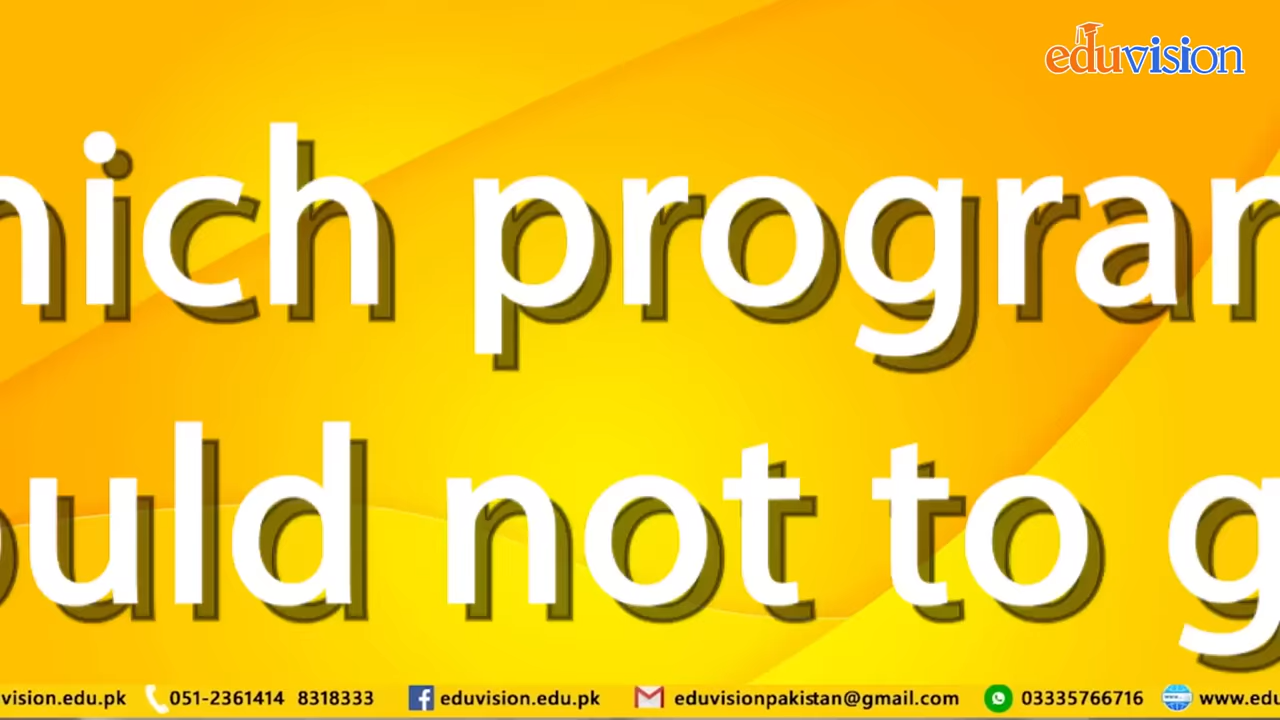 eduvision
hich program
ould not to g
vision.edu.pk 051-2361414 8318333 eduvision.edu.pk eduvisionpakistan@gmail.com 03335766716 www.edu